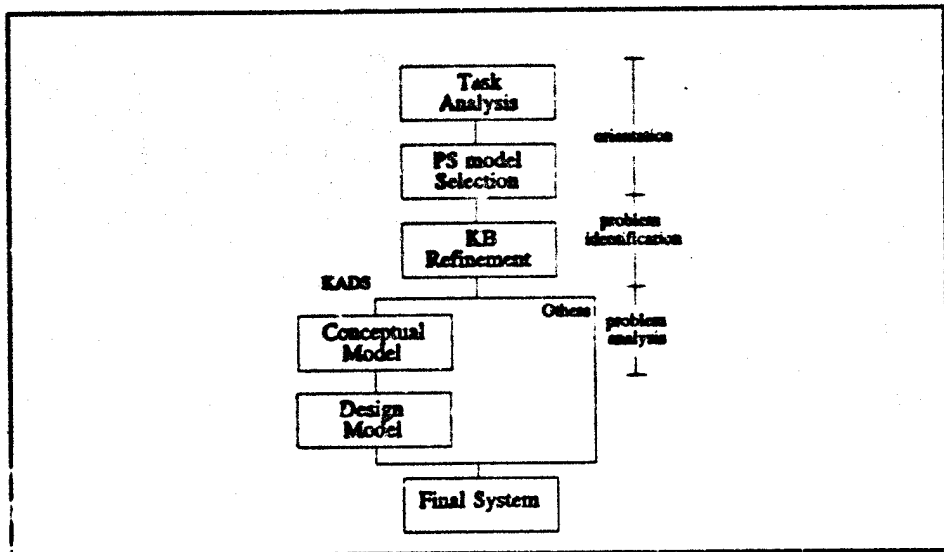 Task
Analysis
orientation
PS model
Selection
problem
identification
KB
Refinement
KADS
Others
problem
analysis
Conceptual
Model
Design
Model
Final System